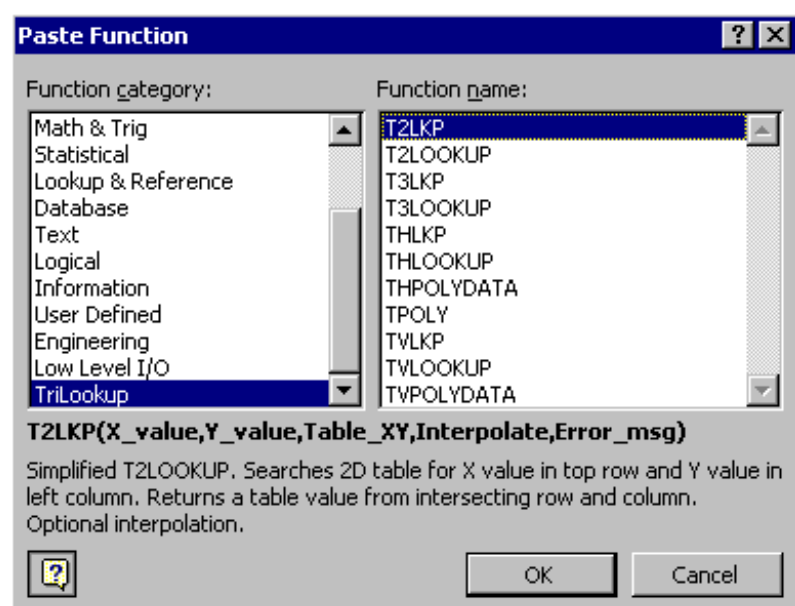 Paste Function
Function category:
Function name:
Math & Trig
Statistical
Lookup & Reference
Database
Text
Logical
Information
User Defined
Engineering
Low Level I/O
TriLookup
T2LKP
T2LOOKUP
T3LKP
T3LOOKUP
THLKP
THLOOKUP
THPOLYDATA
TPOLY
TVLKP
TVLOOKUP
TVPOLYDATA
T2LKP(X_value,Y_value,Table_XY,Interpolate,Error_msg)
Simplified T2LOOKUP. Searches 2D table for X value in top row and Y value in
left column. Returns a table value from intersecting row and column.
Optional interpolation.
OK
Cancel